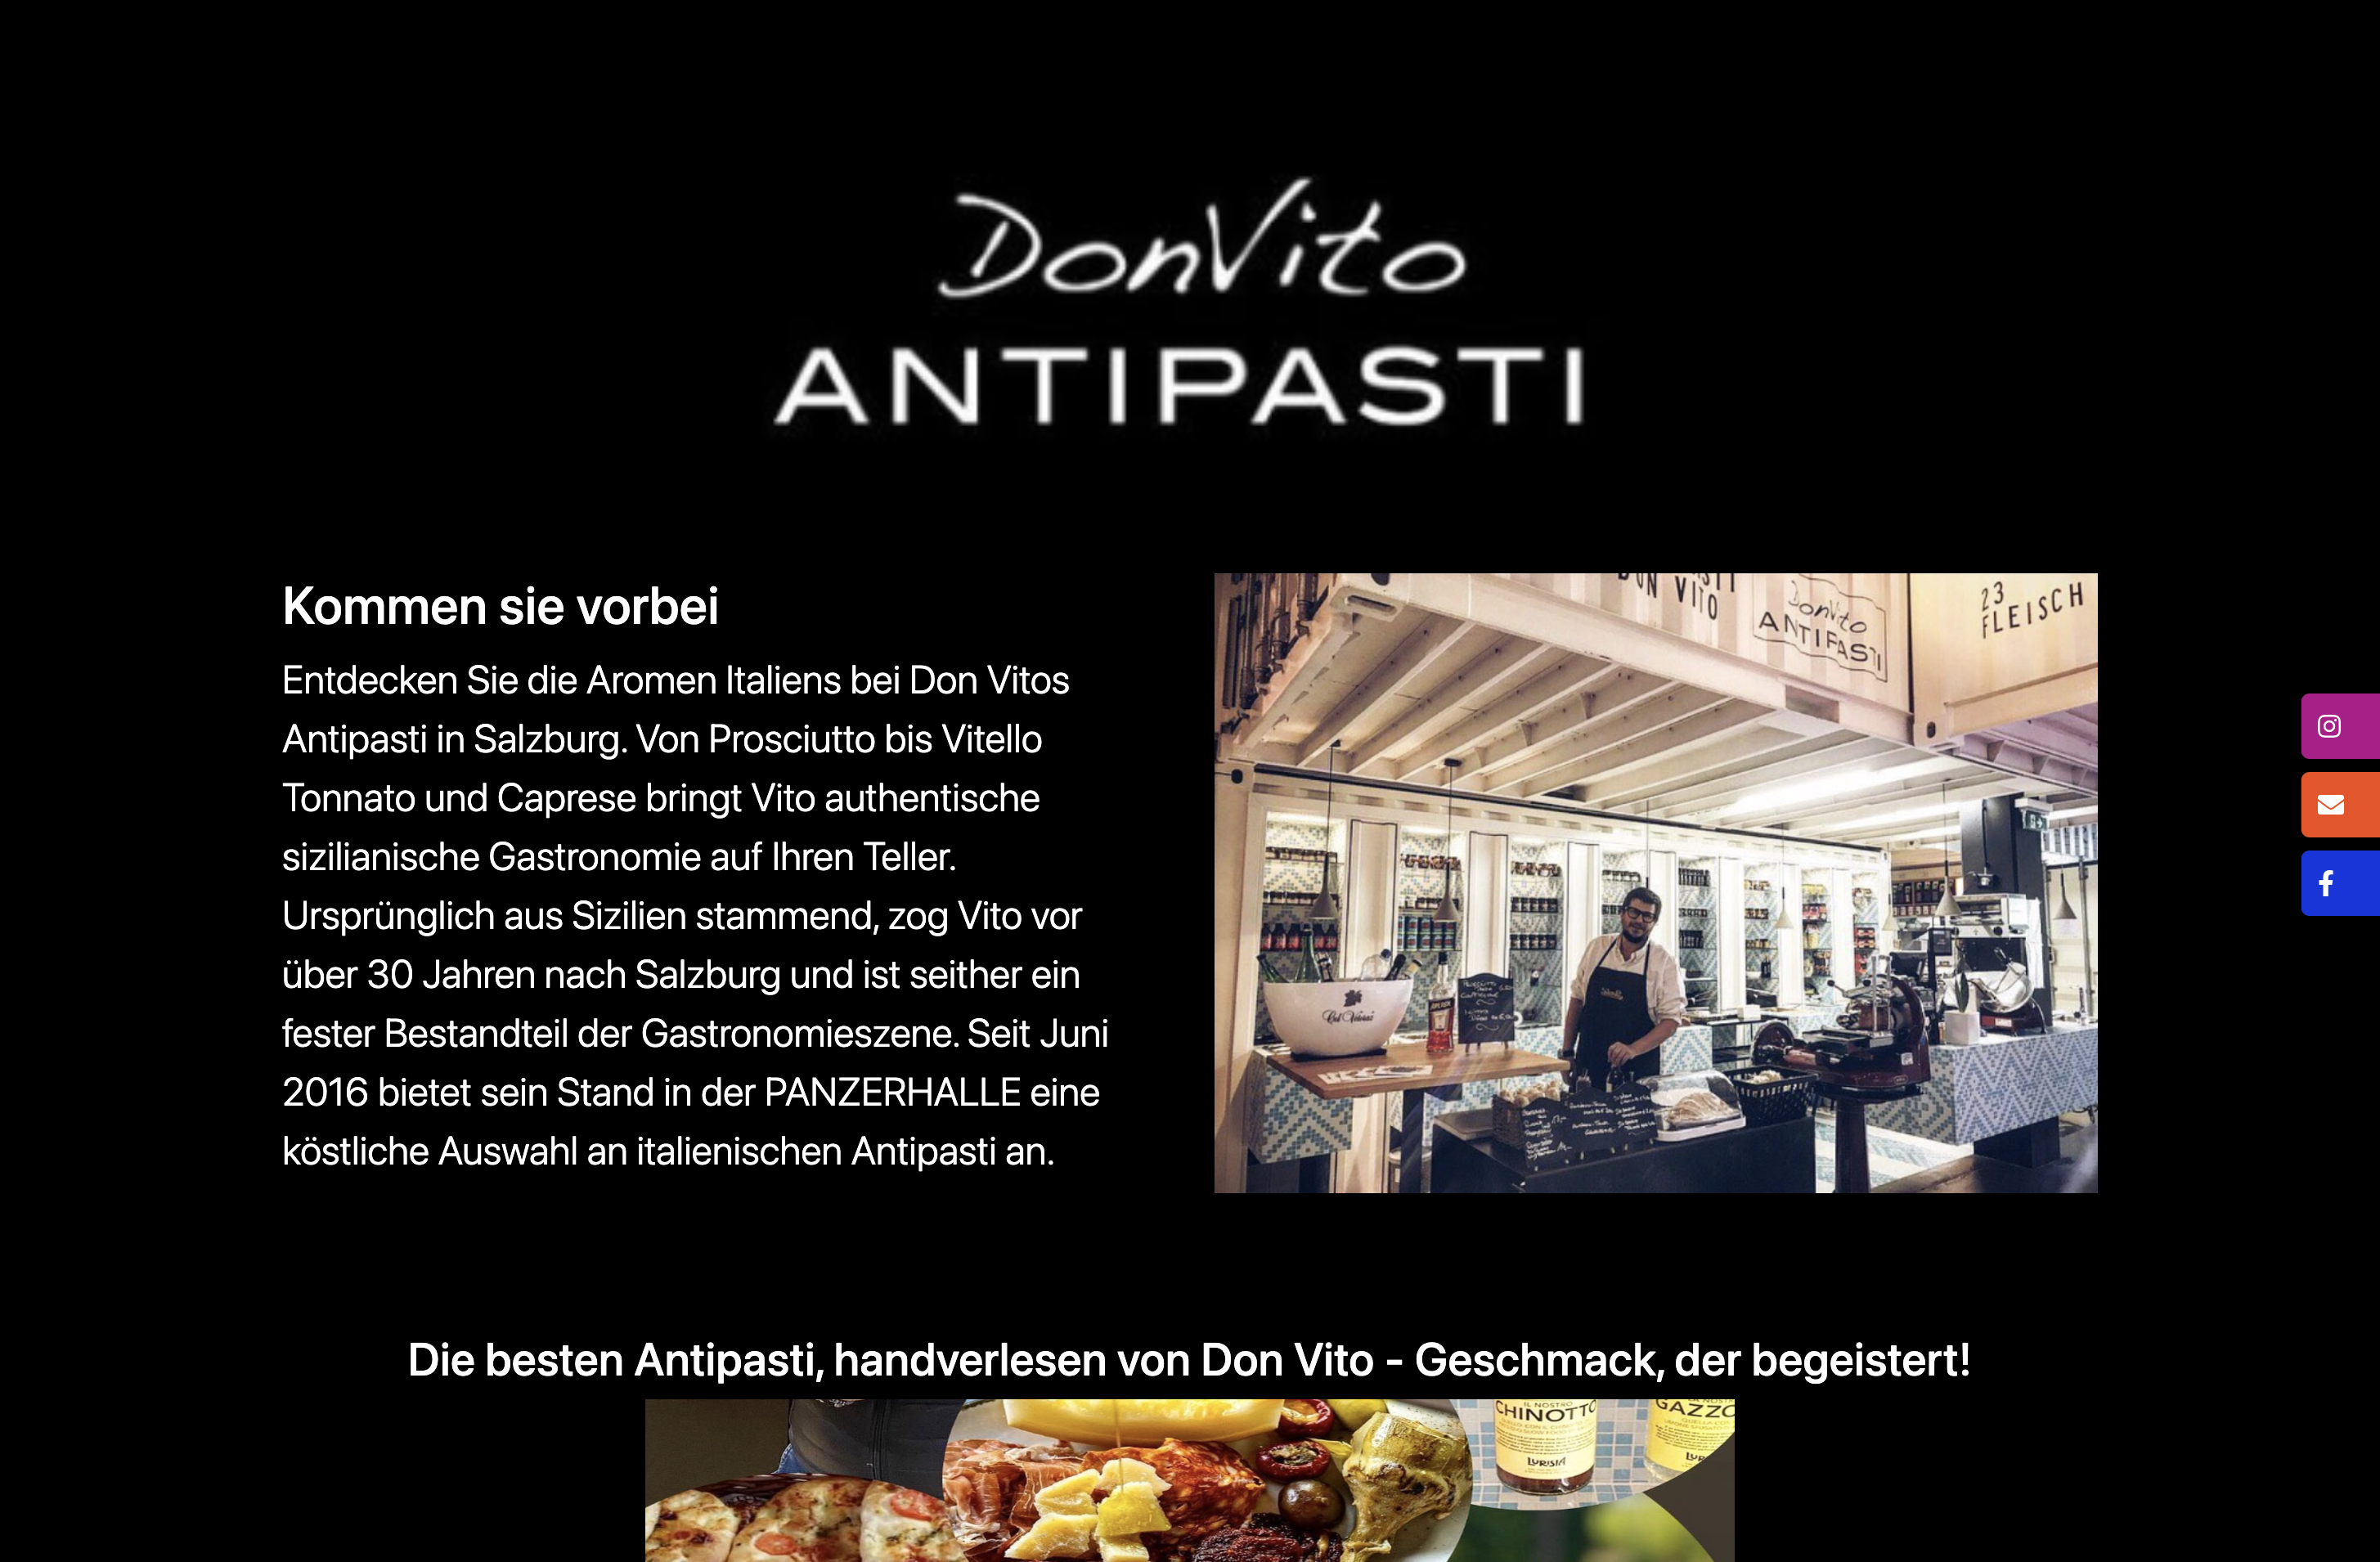 DonVito
ANTIPASTI
Kommen sie vorbei
Entdecken Sie die Aromen Italiens bei Don Vitos
Antipasti in Salzburg. Von Prosciutto bis Vitello
Tonnato und Caprese bringt Vito authentische
sizilianische Gastronomie auf Ihren Teller.
Ursprünglich aus Sizilien stammend, zog Vito vor
über 30 Jahren nach Salzburg und ist seither ein
fester Bestandteil der Gastronomieszene. Seit Juni
2016 bietet sein Stand in der PANZERHALLE eine
köstliche Auswahl an italienischen Antipasti an.
DON VITO
DonVito
ANTIPASTI
23
FLEISCH
Die besten Antipasti, handverlesen von Don Vito - Geschmack, der begeistert!
IL NOSTRO
CHINOTTO
LURISIA
GAZZO